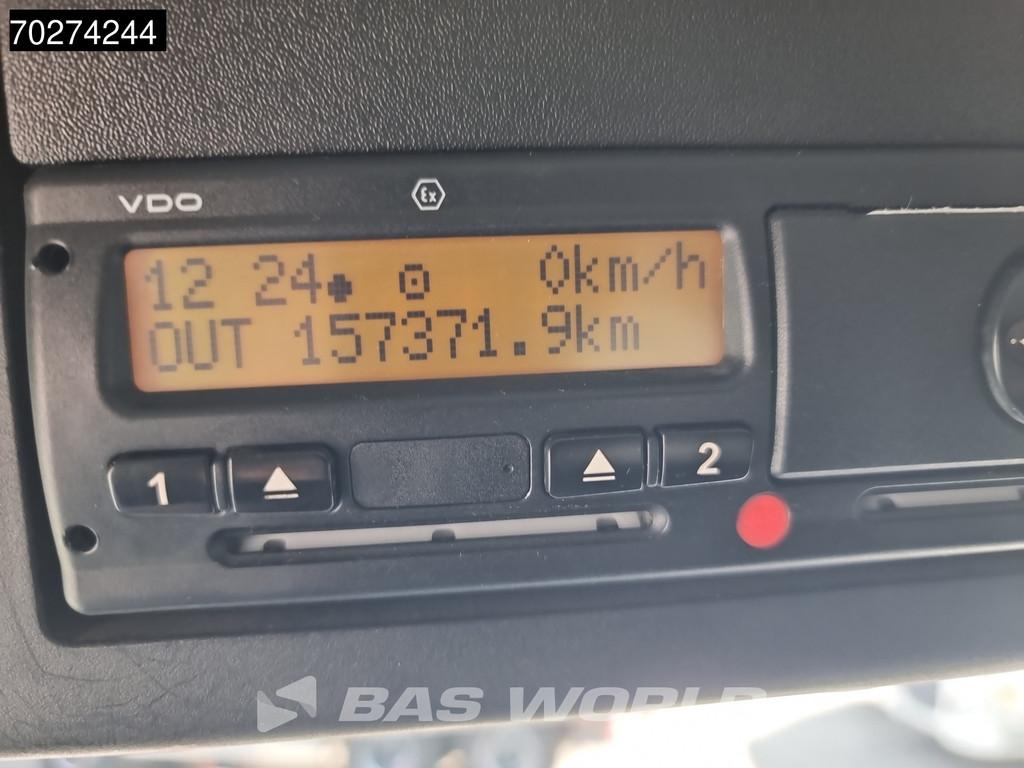 70274244
VDO
Ex
12 24 0km/h
OUT 157371.9km
1
2
BAS WORLD